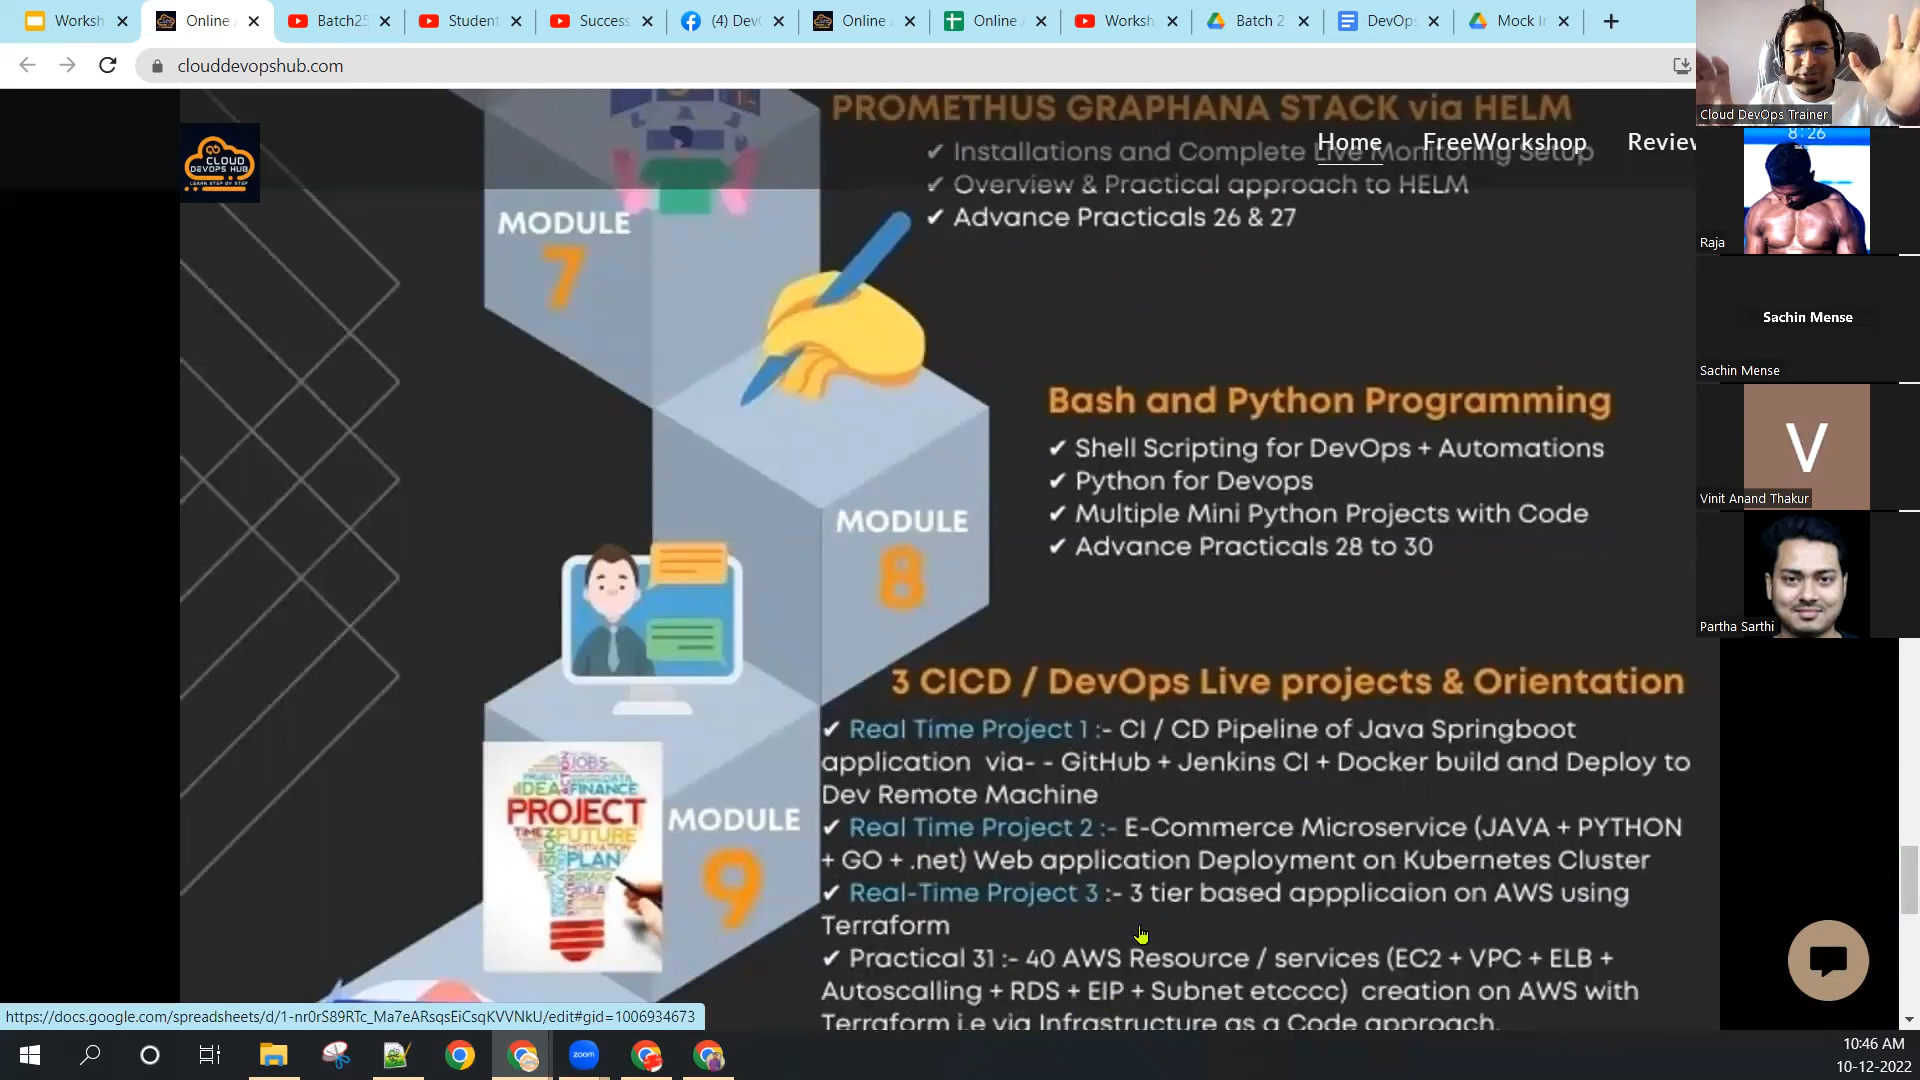 Worksh
Online
Batch25
Student
Success
(4) Dev
Online
Online
Worksh
Batch 2
DevOps
Mock In
clouddevopshub.com
CLOUD
DEVOPS HUB
LEARN STEP BY STEP
Home FreeWorkshop Review
PROMETHUS GRAPHANA STACK via HELM
✔ Installations and Complete Live Monitoring Setup
✔ Overview & Practical approach to HELM
✔ Advance Practicals 26 & 27
MODULE
7
Bash and Python Programming
✔ Shell Scripting for DevOps + Automations
✔ Python for Devops
✔ Multiple Mini Python Projects with Code
✔ Advance Practicals 28 to 30
MODULE
8
3 CICD / DevOps Live projects & Orientation
✔ Real Time Project 1 :- CI / CD Pipeline of Java Springboot
application via- - GitHub + Jenkins CI + Docker build and Deploy to
Dev Remote Machine
✔ Real Time Project 2 :- E-Commerce Microservice (JAVA + PYTHON
+ GO + .net) Web application Deployment on Kubernetes Cluster
✔ Real-Time Project 3 :- 3 tier based appplicaion on AWS using
Terraform
✔ Practical 31 :- 40 AWS Resource / services (EC2 + VPC + ELB +
Autoscalling + RDS + EIP + Subnet etcccc) creation on AWS with
Terraform i.e via Infrastructure as a Code approach.
MODULE
9
JOBS
IDEA FINANCE
PROJECT
FUTURE
PLAN
IDEA
Cloud DevOps Trainer
8:26
Raja
Sachin Mense
Sachin Mense
V
Vinit Anand Thakur
Partha Sarthi
https://docs.google.com/spreadsheets/d/1-nr0rS89RTc_Ma7eARsqsEiCsqKVVNkU/edit#gid=1006934673
zoom
10:46 AM
10-12-2022